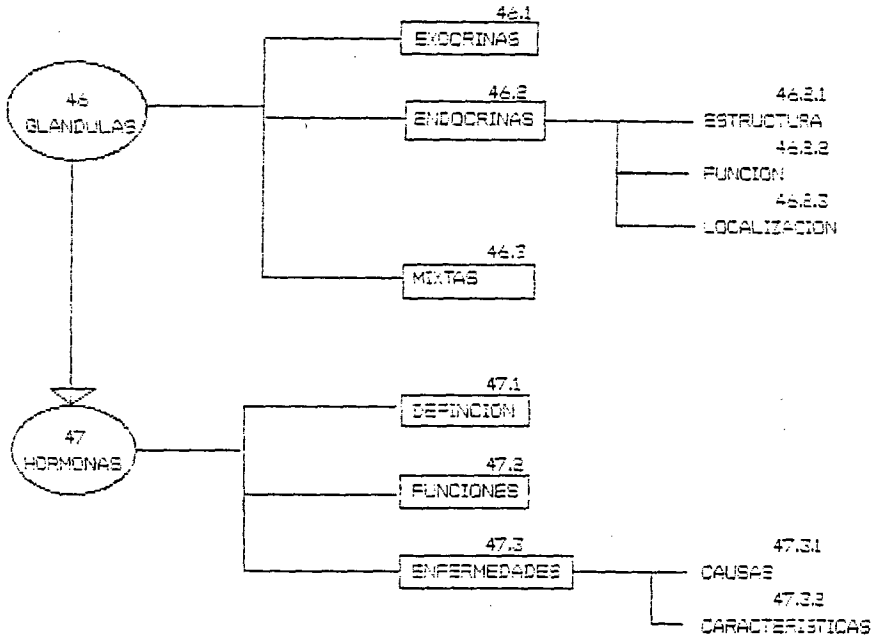 46.1
EXOCRINAS
46
GLANDULAS
46.2
ENDOCRINAS
46.2.1
ESTRUCTURA
46.2.2
FUNCION
46.2.3
LOCALIZACION
46.3
MIXTAS
47
HORMONAS
47.1
DEFINCION
47.2
FUNCIONES
47.3
ENFERMEDADES
47.3.1
CAUSAS
47.3.2
CARACTERISTICAS